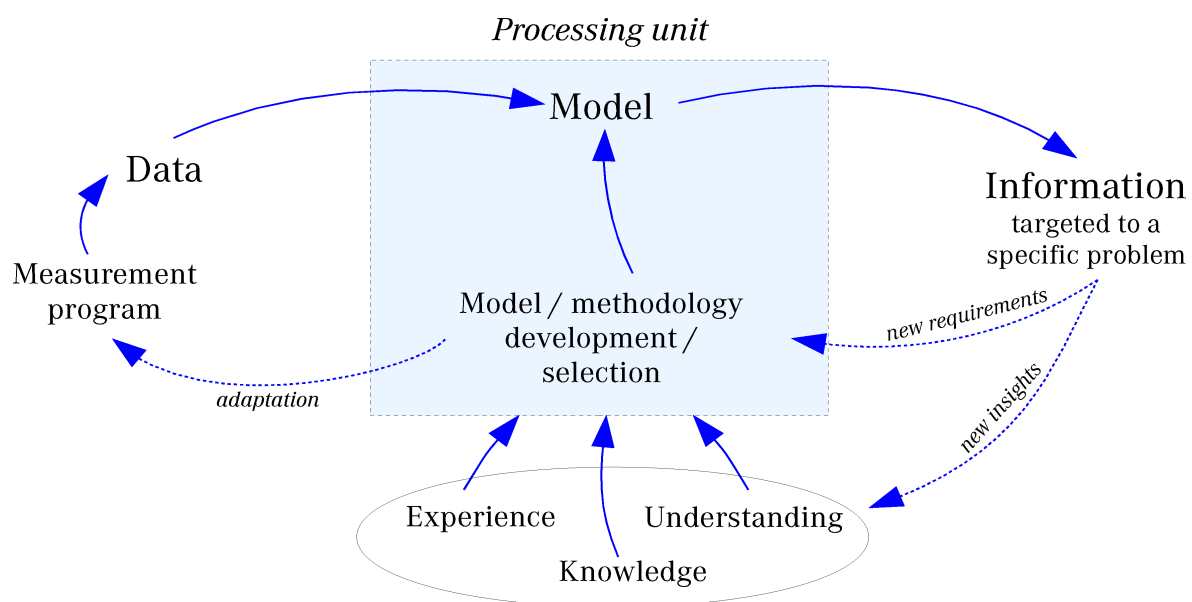 Processing unit
Model
Data
Information
targeted to a
specific problem
Measurement
program
Model / methodology
development /
selection
new requirements
adaptation
new insights
Experience
Understanding
Knowledge